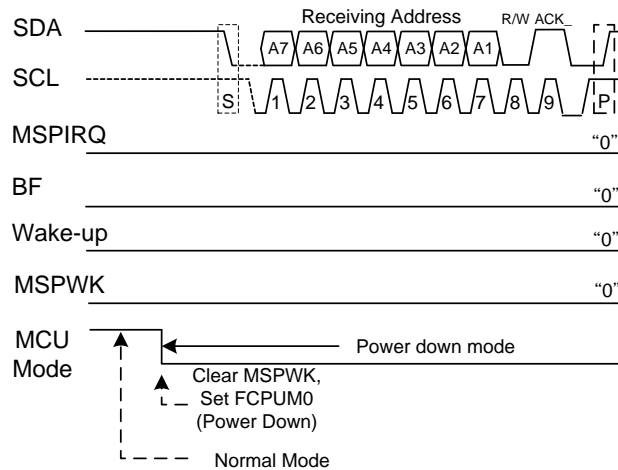 Receiving Address
R/W ACK_
SDA
A7 A6 A5 A4 A3 A2 A1
SCL
S 1 2 3 4 5 6 7 8 9 P
MSPIRQ
“0”
BF
“0”
Wake-up
“0”
MSPWK
“0”
MCU
Mode
Power down mode
Clear MSPWK,
Set FCPUM0
(Power Down)
Normal Mode